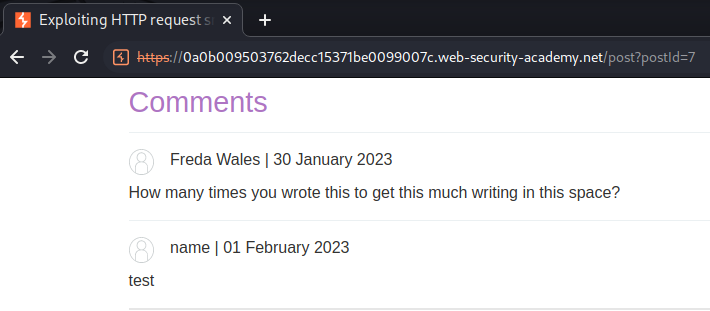 Exploiting HTTP request s
https://0a0b009503762decc15371be0099007c.web-security-academy.net/post?postId=7
Comments
Freda Wales | 30 January 2023
How many times you wrote this to get this much writing in this space?
name | 01 February 2023
test